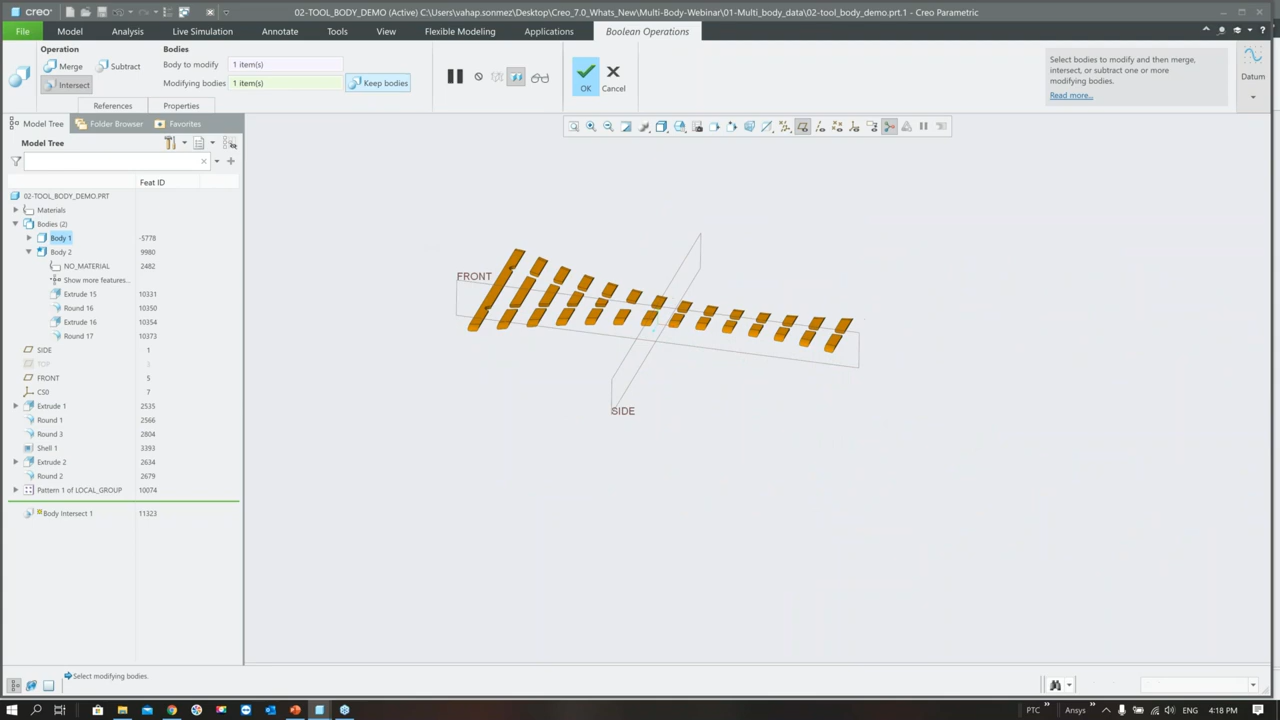 creo
02-TOOL_BODY_DEMO (Active) C:\Users\vahap.sonmez\Desktop\Creo_7.0_Whats_New\Multi-Body-Webinar\01-Multi_body_data\02-tool_body_demo.prt.1 - Creo Parametric
File Model Analysis Live Simulation Annotate Tools View Flexible Modeling Applications Boolean Operations
Operation
Merge
Subtract
Intersect
Bodies
Body to modify 1 item(s)
Modifying bodies 1 item(s)
Keep bodies
OK
Cancel
Select bodies to modify and then merge,
intersect, or subtract one or more
modifying bodies.
Read more...
Datum
References
Properties
Model Tree
Folder Browser
Favorites
Model Tree
Feat ID
02-TOOL_BODY_DEMO.PRT
Materials
Bodies (2)
Body 1 -5778
Body 2 9980
NO_MATERIAL 2482
Show more features...
Extrude 15 10331
Round 16 10350
Extrude 16 10354
Round 17 10373
SIDE 1
TOP 3
FRONT 5
CS0 7
Extrude 1 2535
Round 1 2566
Round 3 2804
Shell 1 3393
Extrude 2 2634
Round 2 2679
Pattern 1 of LOCAL_GROUP 10074
Body Intersect 1 11323
FRONT
SIDE
Select modifying bodies.
PTC
Ansys
4:18 PM